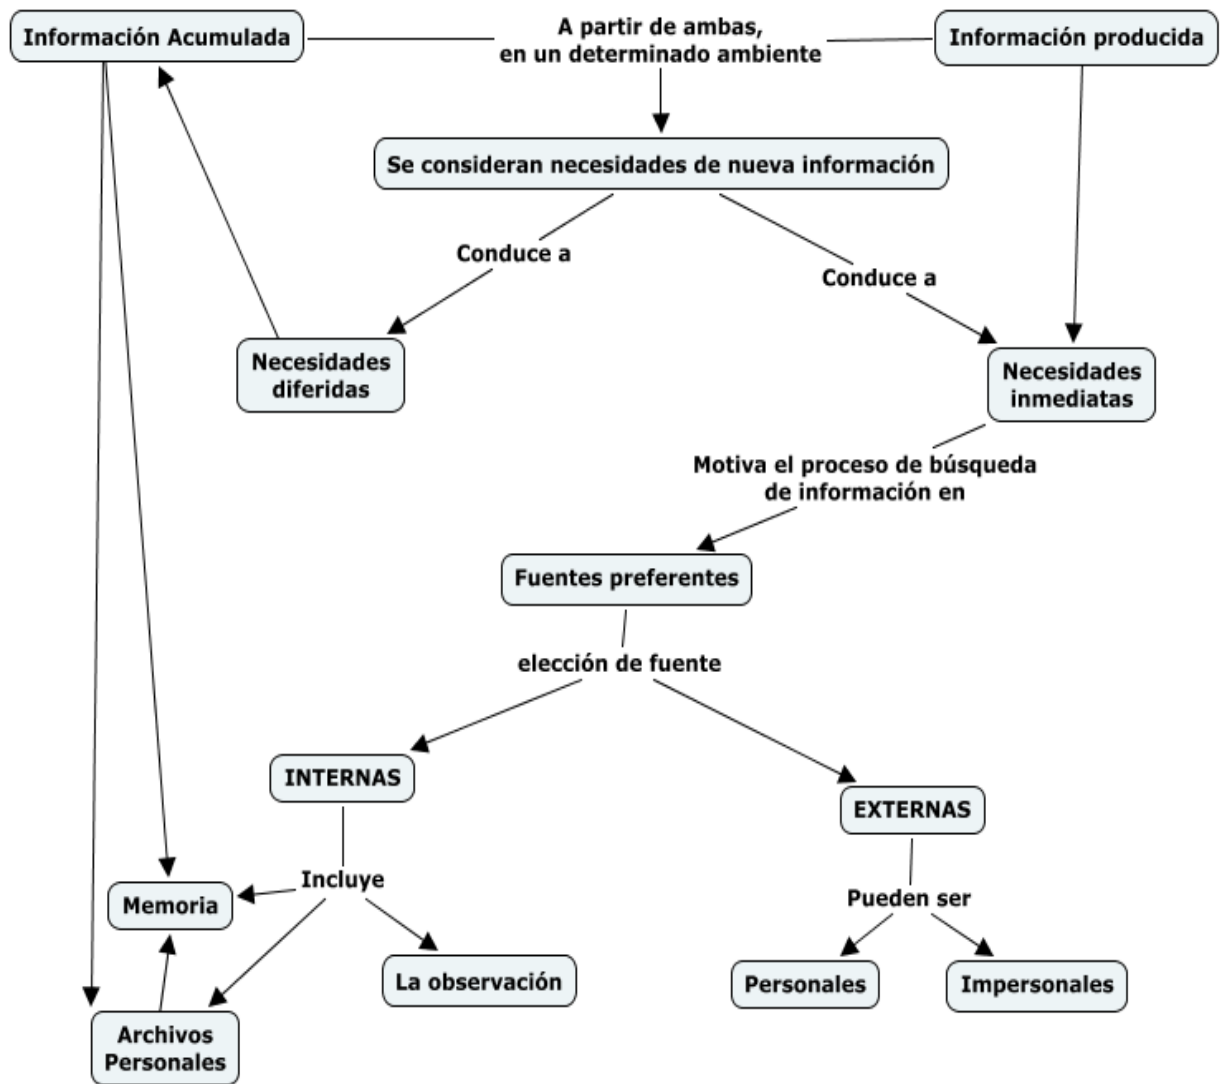 Información Acumulada
A partir de ambas,
en un determinado ambiente
Información producida
Se consideran necesidades de nueva información
Conduce a
Conduce a
Necesidades
diferidas
Necesidades
inmediatas
Motiva el proceso de búsqueda
de información en
Fuentes preferentes
elección de fuente
INTERNAS
EXTERNAS
Incluye
Memoria
Pueden ser
La observación
Personales
Impersonales
Archivos
Personales